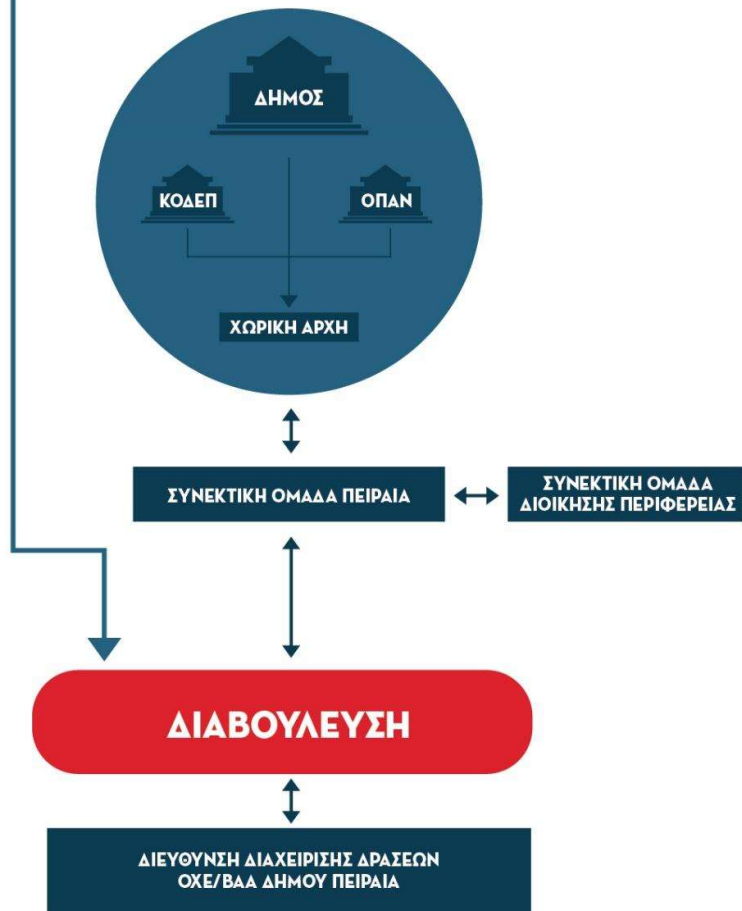 ΔΗΜΟΣ
ΚΟΔΕΠ
ΟΠΑΝ
ΧΩΡΙΚΗ ΑΡΧΗ
ΣΥΝΕΚΤΙΚΗ ΟΜΑΔΑ ΠΕΙΡΑΙΑ
ΣΥΝΕΚΤΙΚΗ ΟΜΑΔΑ
ΔΙΟΙΚΗΣΗΣ ΠΕΡΙΦΕΡΕΙΑΣ
ΔΙΑΒΟΥΛΕΥΣΗ
ΔΙΕΥΘΥΝΣΗ ΔΙΑΧΕΙΡΙΣΗΣ ΔΡΑΣΕΩΝ
ΟΧΕ/ΒΑΑ ΔΗΜΟΥ ΠΕΙΡΑΙΑ